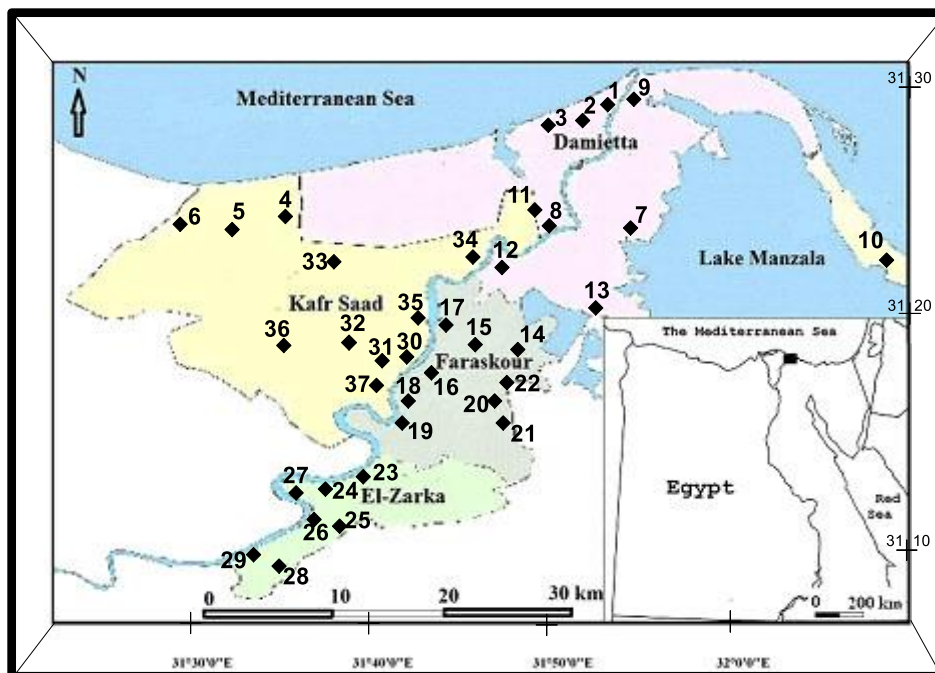 N
Mediterranean Sea
31 30
1
9
2
3
Damietta
4
11
6
5
8
7
10
34
12
33
Lake Manzala
13
Kafr Saad
35
17
31 20
36
32
15
14
31
30
Faraskour
37
18
16
22
20
19
21
The Mediterranean Sea
Egypt
Red
Sea
27
23
24
El-Zarka
26
25
29
28
31 10
0 10 20 30 km
0 200 km
31°30'0"E 31°40'0"E 31°50'0"E 32°0'0"E